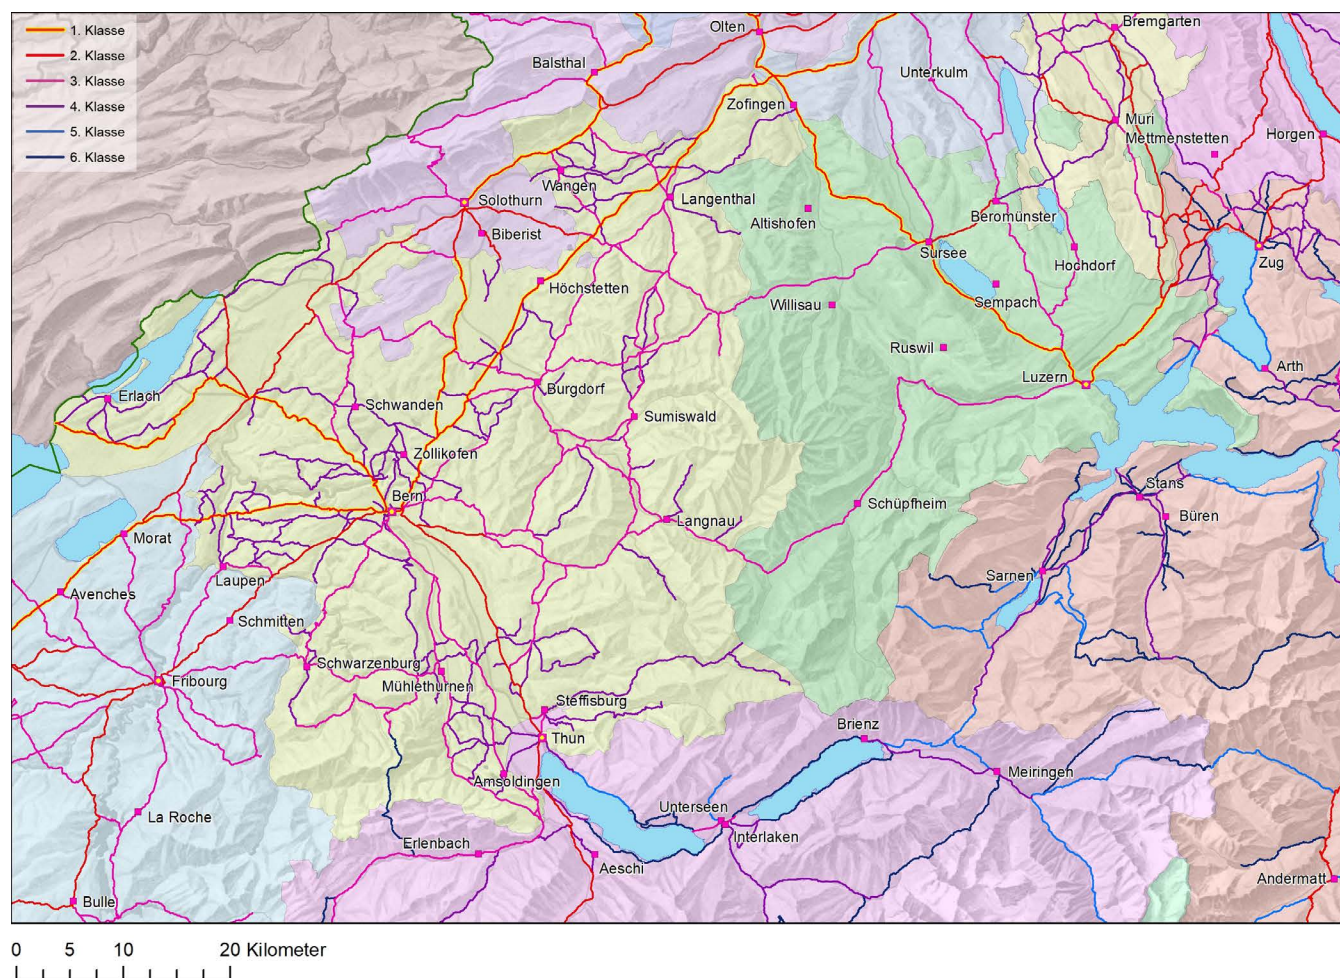 1. Klasse
2. Klasse
3. Klasse
4. Klasse
5. Klasse
6. Klasse
Olten
Bremgarten
Balsthal
Unterkulm
Zofingen
Muri
Mettmenstetten
Horgen
Wangen
Solothurn
Langenthal
Altishofen
Beromünster
Biberist
Sursee
Hochdorf
Zug
Höchstetten
Willisau
Sempach
Ruswil
Luzern
Arth
Erlach
Burgdorf
Schwanden
Sumiswald
Zollikofen
Bern
Stans
Schüpfheim
Büren
Langnau
Morat
Laupen
Sarnen
Avenches
Schmitten
Schwarzenburg
Mühlethurnen
Fribourg
Steffisburg
Brienz
Thun
Meiringen
Amsoldingen
Unterseen
La Roche
Interlaken
Erlenbach
Aeschi
Andermatt
Bulle
0 5 10 20 Kilometer